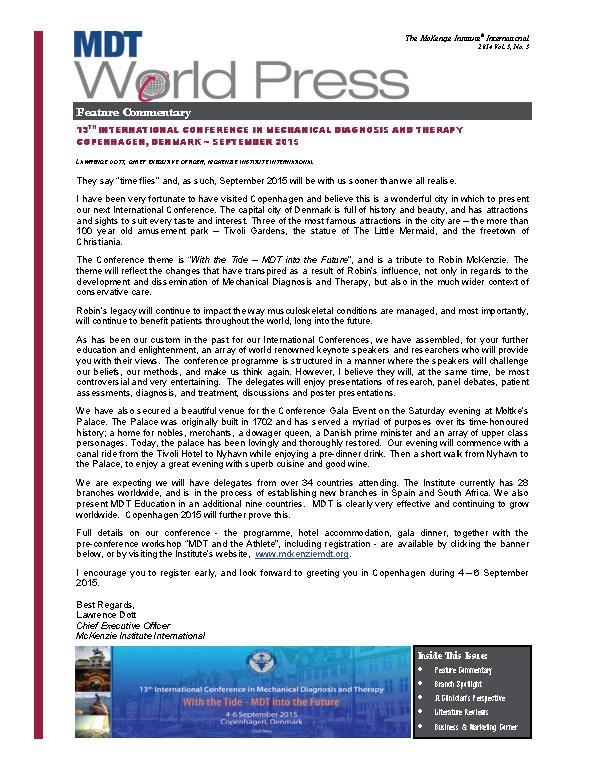 MDT
World Press
The McKenzie Institute® International
2014 Vol. 3, No. 3
Feature Commentary
13TH INTERNATIONAL CONFERENCE IN MECHANICAL DIAGNOSIS AND THERAPY
COPENHAGEN, DENMARK ~ SEPTEMBER 2015
LAWRENCE DOTT, CHIEF EXECUTIVE OFFICER, MCKENZIE INSTITUTE INTERNATIONAL
They say "time flies" and, as such, September 2015 will be with us sooner than we all realise.
I have been very fortunate to have visited Copenhagen and believe this is a wonderful city in which to present
our next International Conference. The capital city of Denmark is full of history and beauty, and has attractions
and sights to suit every taste and interest. Three of the most famous attractions in the city are – the more than
100 year old amusement park – Tivoli Gardens, the statue of The Little Mermaid, and the freetown of
Christiania.
The Conference theme is "With the Tide – MDT into the Future", and is a tribute to Robin McKenzie. The
theme will reflect the changes that have transpired as a result of Robin's influence, not only in regards to the
development and dissemination of Mechanical Diagnosis and Therapy, but also in the much wider context of
conservative care.
Robin's legacy will continue to impact the way musculoskeletal conditions are managed, and most importantly,
will continue to benefit patients throughout the world, long into the future.
As has been our custom in the past for our International Conferences, we have assembled, for your further
education and enlightenment, an array of world renowned keynote speakers and researchers who will provide
you with their views. The conference programme is structured in a manner where the speakers will challenge
our beliefs, our methods, and make us think again. However, I believe they will, at the same time, be most
controversial and very entertaining. The delegates will enjoy presentations of research, panel debates, patient
assessments, diagnosis, and treatment, discussions and poster presentations.
We have also secured a beautiful venue for the Conference Gala Event on the Saturday evening at Moltke's
Palace. The Palace was originally built in 1702 and has served a myriad of purposes over its time-honoured
history; a home for nobles, merchants, a dowager queen, a Danish prime minister and an array of upper class
personages. Today, the palace has been lovingly and thoroughly restored. Our evening will commence with a
canal ride from the Tivoli Hotel to Nyhavn while enjoying a pre-dinner drink. Then a short walk from Nyhavn to
the Palace, to enjoy a great evening with superb cuisine and good wine.
We are expecting we will have delegates from over 34 countries attending. The Institute currently has 28
branches worldwide, and is in the process of establishing new branches in Spain and South Africa. We also
present MDT Education in an additional nine countries. MDT is clearly very effective and continuing to grow
worldwide. Copenhagen 2015 will further prove this.
Full details on our conference - the programme, hotel accommodation, gala dinner, together with the
pre-conference workshop "MDT and the Athlete", including registration - are available by clicking the banner
below, or by visiting the Institute's website, www.mckenziemdt.org.
I encourage you to register early, and look forward to greeting you in Copenhagen during 4 – 6 September
2015.
Best Regards,
Lawrence Dott
Chief Executive Officer
McKenzie Institute International
13th International Conference in Mechanical Diagnosis and Therapy
With the Tide - MDT into the Future
4-6 September 2015
Copenhagen, Denmark
Click Here
Inside This Issue:
• Feature Commentary
• Branch Spotlight
• A Clinician's Perspective
• Literature Reviews
• Business & Marketing Corner